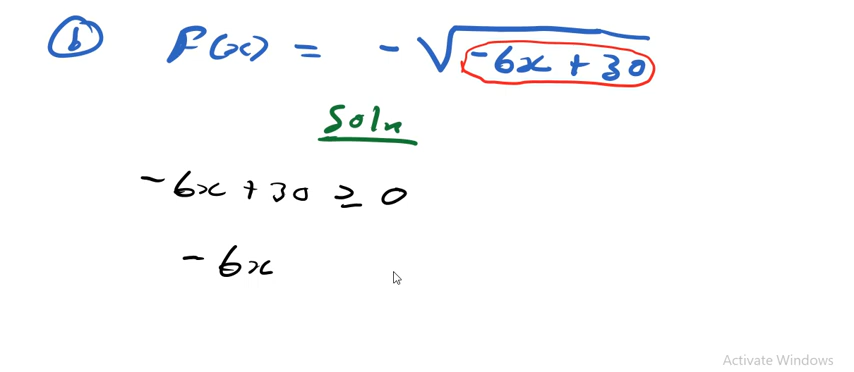 b F(x) = -√-6x + 30
Soln
-6x + 30 ≥ 0
-6x
Activate Windows